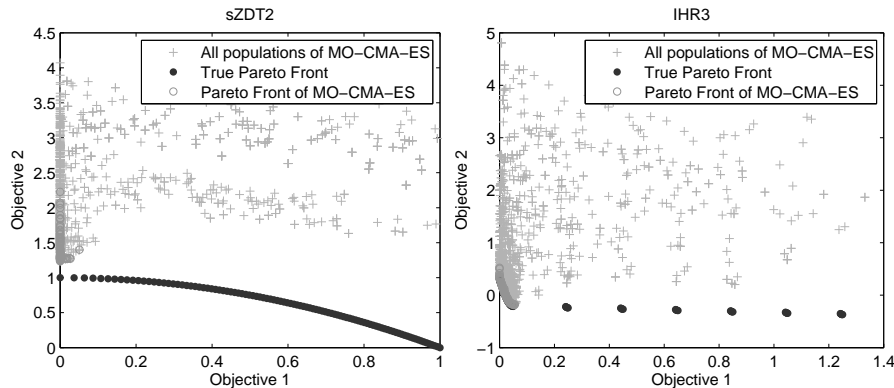 sZDT2
4.5
4
3.5
3
2.5
2
1.5
1
0.5
0
Objective 2
0
0.2
0.4
0.6
0.8
1
Objective 1
All populations of MO−CMA−ES
True Pareto Front
Pareto Front of MO−CMA−ES
IHR3
5
4
3
2
1
0
−1
Objective 2
0
0.2
0.4
0.6
0.8
1
1.2
1.4
Objective 1
All populations of MO−CMA−ES
True Pareto Front
Pareto Front of MO−CMA−ES